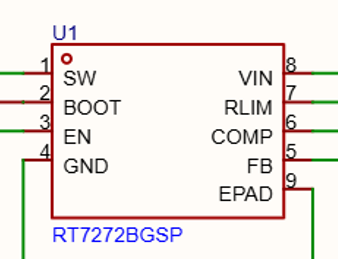 U1
1 SW VIN 8
2 BOOT RLIM 7
3 EN COMP 6
4 GND FB 5
EPAD 9
RT7272BGSP